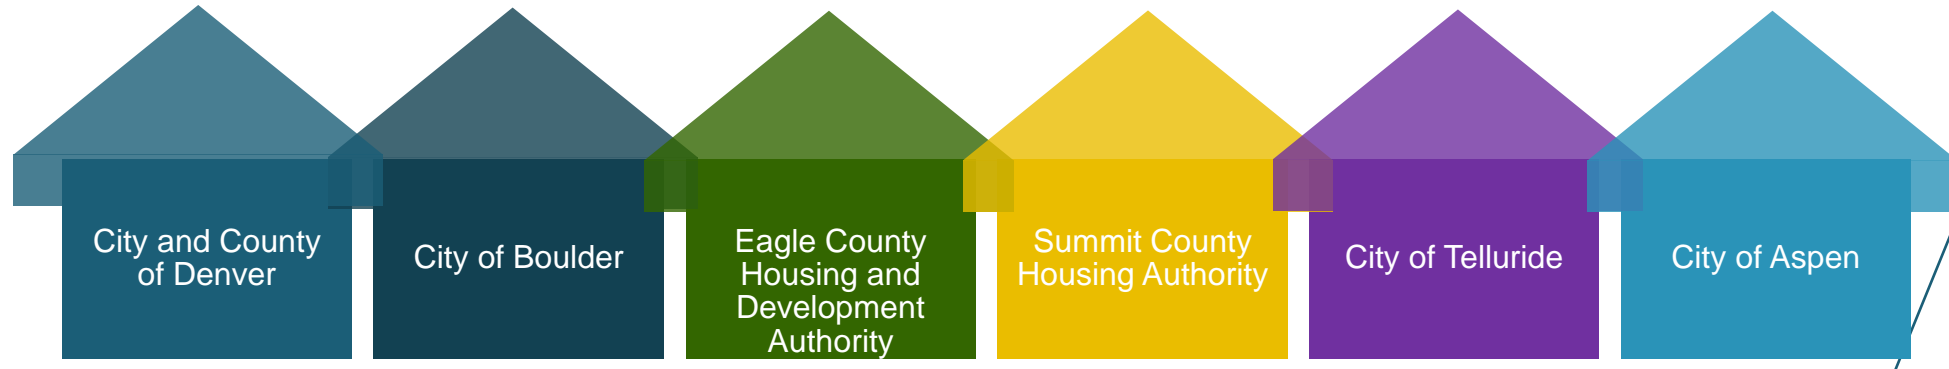 City and County
of Denver
City of Boulder
Eagle County
Housing and
Development
Authority
Summit County
Housing Authority
City of Telluride
City of Aspen